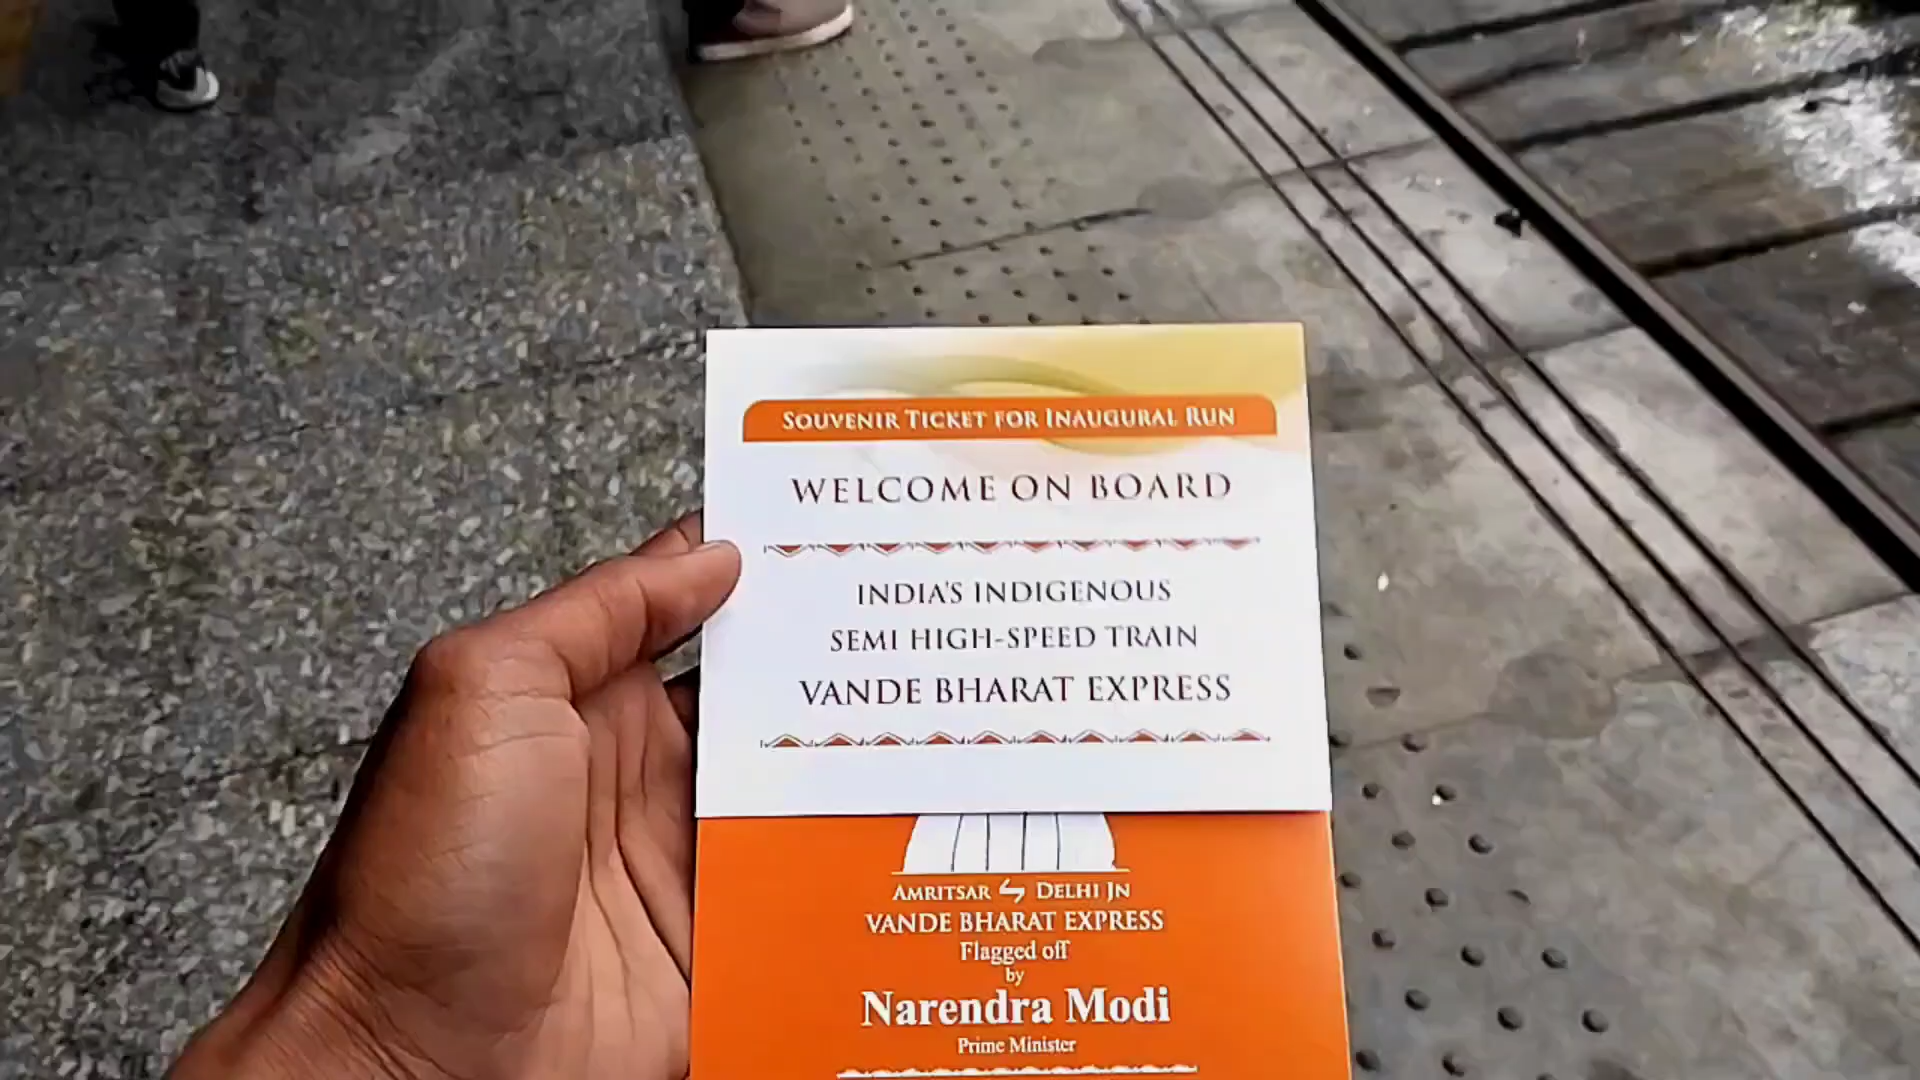 SOUVENIR TICKET FOR INAUGURAL RUN
WELCOME ON BOARD
INDIA'S INDIGENOUS
SEMI HIGH-SPEED TRAIN
VANDE BHARAT EXPRESS
AMRITSAR DELHI JN
VANDE BHARAT EXPRESS
Flagged off
by
Narendra Modi
Prime Minister